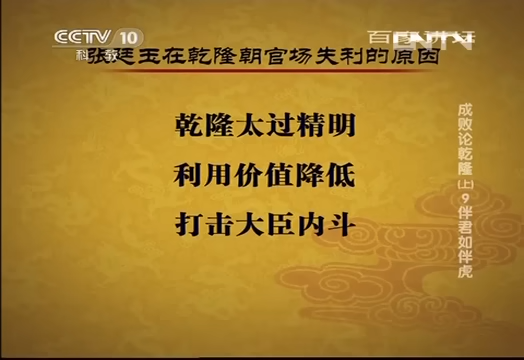 CCTV 10
科 教
百家讲坛
张廷玉在乾隆朝官场失利的原因
乾隆太过精明
利用价值降低
打击大臣内斗
成败论乾隆(上)9伴君如伴虎